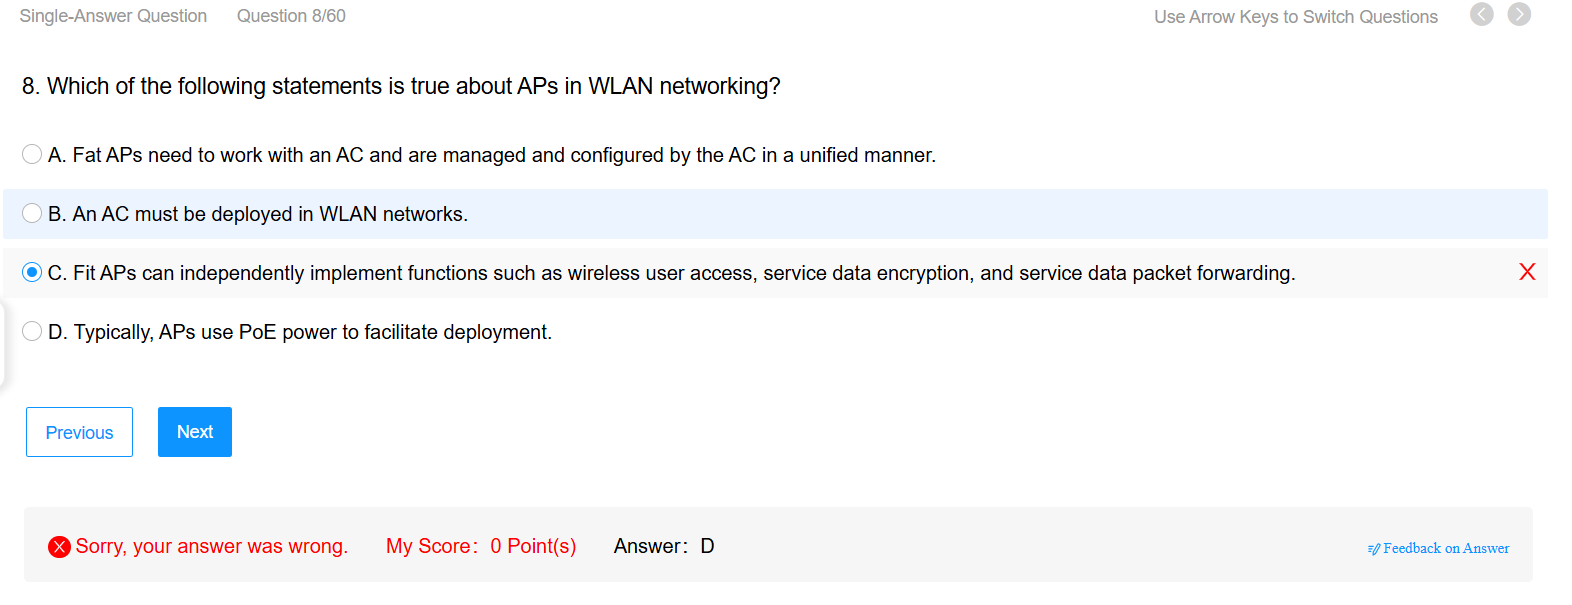 Single-Answer Question Question 8/60 Use Arrow Keys to Switch Questions
8. Which of the following statements is true about APs in WLAN networking?
A. Fat APs need to work with an AC and are managed and configured by the AC in a unified manner.
B. An AC must be deployed in WLAN networks.
C. Fit APs can independently implement functions such as wireless user access, service data encryption, and service data packet forwarding. X
D. Typically, APs use PoE power to facilitate deployment.
Previous Next
Sorry, your answer was wrong. My Score: 0 Point(s) Answer: D Feedback on Answer